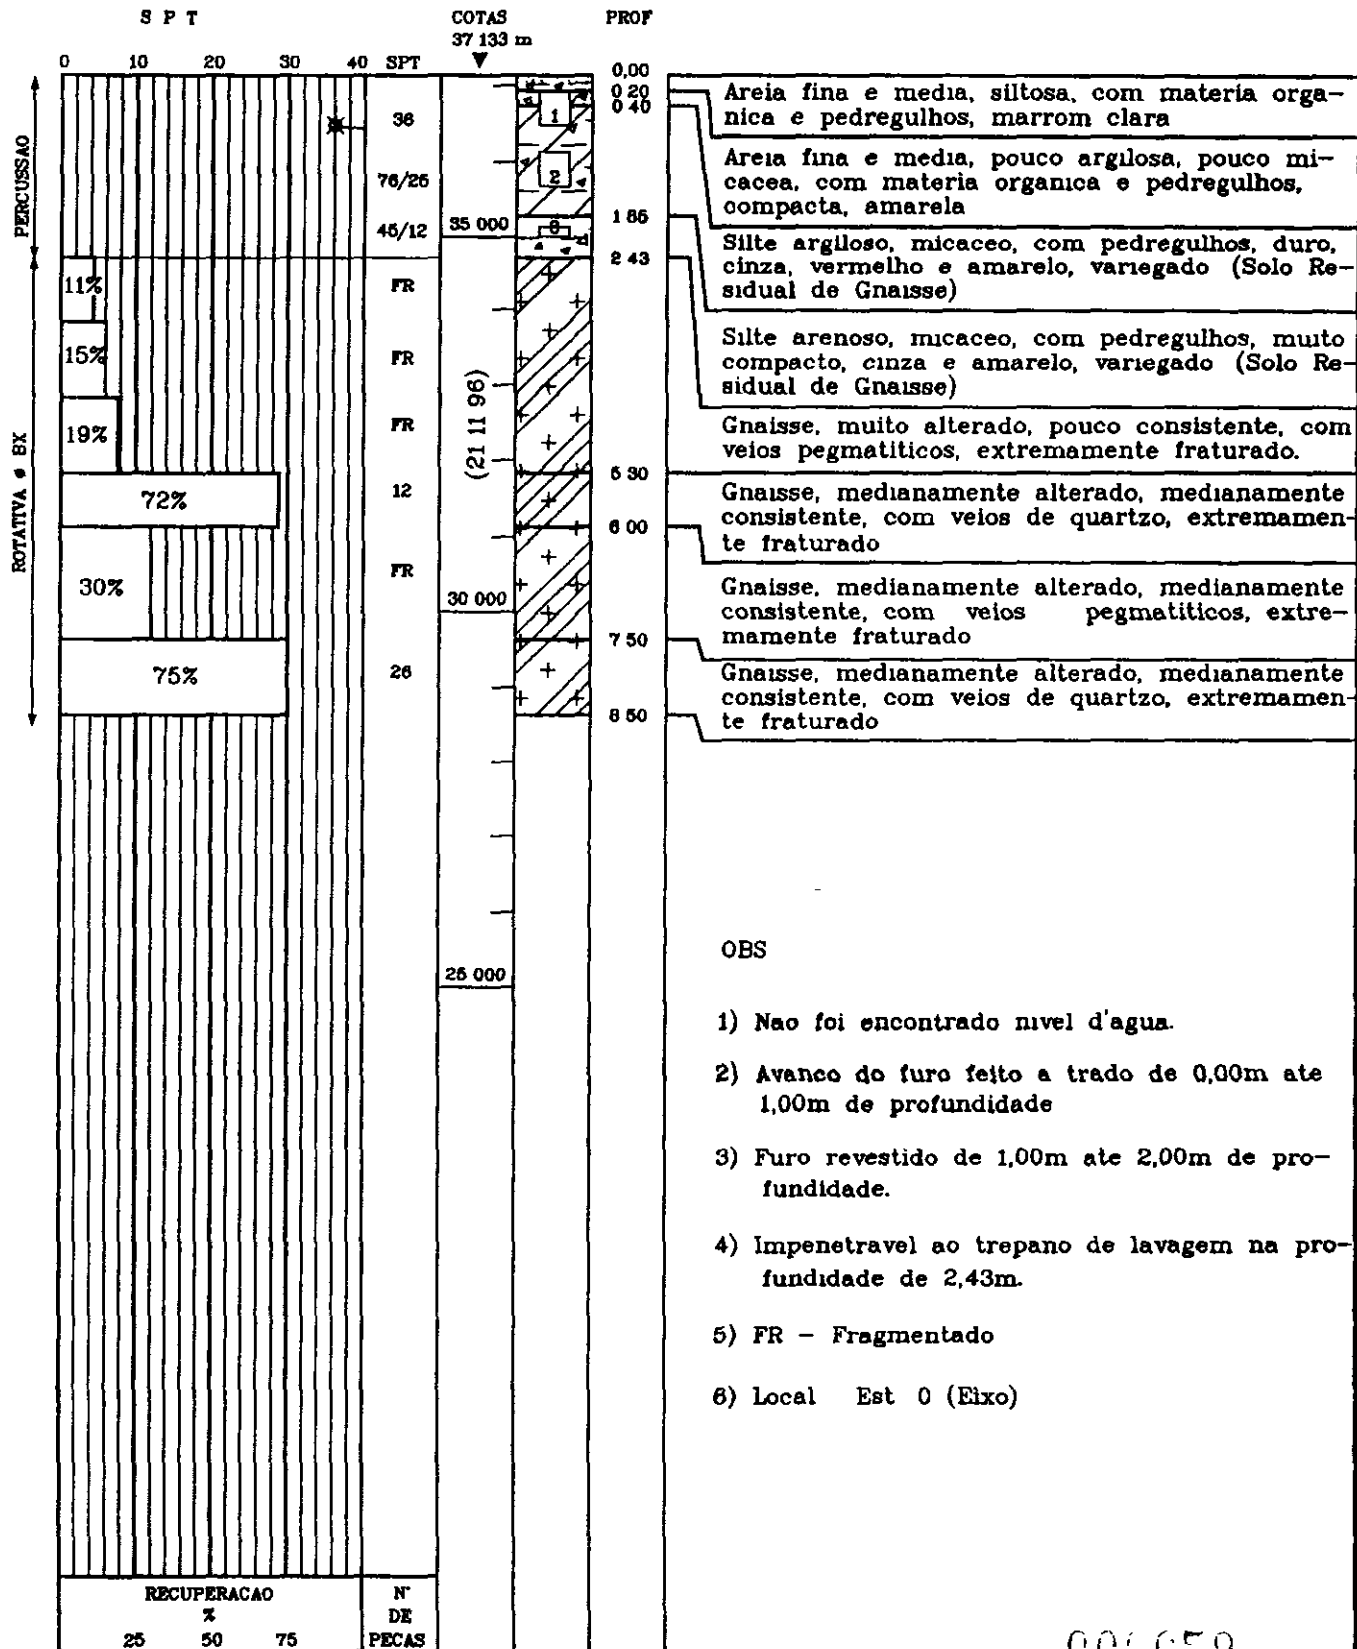 S P T
COTAS
PROF
37 133 m
0 10 20 30 40 SPT
0,00
0 20
0 40
1 86
2 43
5 30
6 00
7 50
8 50
PERCUSSAO
ROTATIVA ø BX
36
76/25
45/12
FR
FR
FR
12
FR
26
11%
15%
19%
72%
30%
75%
35 000
30 000
25 000
(21 11 96)
1
2
Areia fina e media, siltosa, com materia orga-
nica e pedregulhos, marrom clara
Areia fina e media, pouco argilosa, pouco mi-
cacea, com materia organica e pedregulhos,
compacta, amarela
Silte argiloso, micaceo, com pedregulhos, duro,
cinza, vermelho e amarelo, variegado (Solo Re-
sidual de Gnaisse)
Silte arenoso, micaceo, com pedregulhos, muito
compacto, cinza e amarelo, variegado (Solo Re-
sidual de Gnaisse)
Gnaisse, muito alterado, pouco consistente, com
veios pegmatiticos, extremamente fraturado.
Gnaisse, medianamente alterado, medianamente
consistente, com veios de quartzo, extremamen-
te fraturado
Gnaisse, medianamente alterado, medianamente
consistente, com veios pegmatiticos, extre-
mamente fraturado
Gnaisse, medianamente alterado, medianamente
consistente, com veios de quartzo, extremamen-
te fraturado
OBS
1) Nao foi encontrado nivel d'agua.
2) Avanco do furo feito a trado de 0,00m ate
1,00m de profundidade
3) Furo revestido de 1,00m ate 2,00m de pro-
fundidade.
4) Impenetravel ao trepano de lavagem na pro-
fundidade de 2,43m.
5) FR - Fragmentado
6) Local Est 0 (Eixo)
RECUPERACAO
%
25 50 75
N°
DE
PECAS